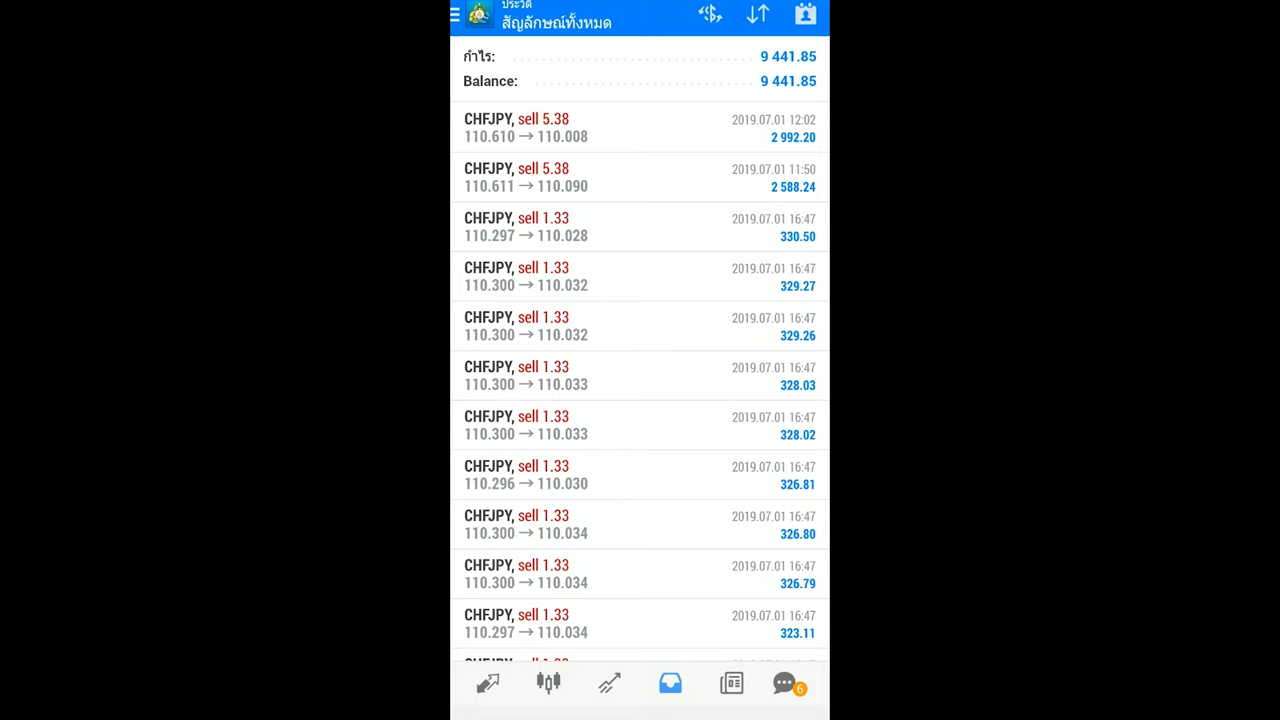 ประวัติ
สัญลักษณ์ทั้งหมด
กำไร: 9 441.85
Balance: 9 441.85
CHFJPY, sell 5.38 2019.07.01 12:02
110.610 → 110.008 2 992.20
CHFJPY, sell 5.38 2019.07.01 11:50
110.611 → 110.090 2 588.24
CHFJPY, sell 1.33 2019.07.01 16:47
110.297 → 110.028 330.50
CHFJPY, sell 1.33 2019.07.01 16:47
110.300 → 110.032 329.27
CHFJPY, sell 1.33 2019.07.01 16:47
110.300 → 110.032 329.26
CHFJPY, sell 1.33 2019.07.01 16:47
110.300 → 110.033 328.03
CHFJPY, sell 1.33 2019.07.01 16:47
110.300 → 110.033 328.02
CHFJPY, sell 1.33 2019.07.01 16:47
110.296 → 110.030 326.81
CHFJPY, sell 1.33 2019.07.01 16:47
110.300 → 110.034 326.80
CHFJPY, sell 1.33 2019.07.01 16:47
110.300 → 110.034 326.79
CHFJPY, sell 1.33 2019.07.01 16:47
110.297 → 110.034 323.11
6